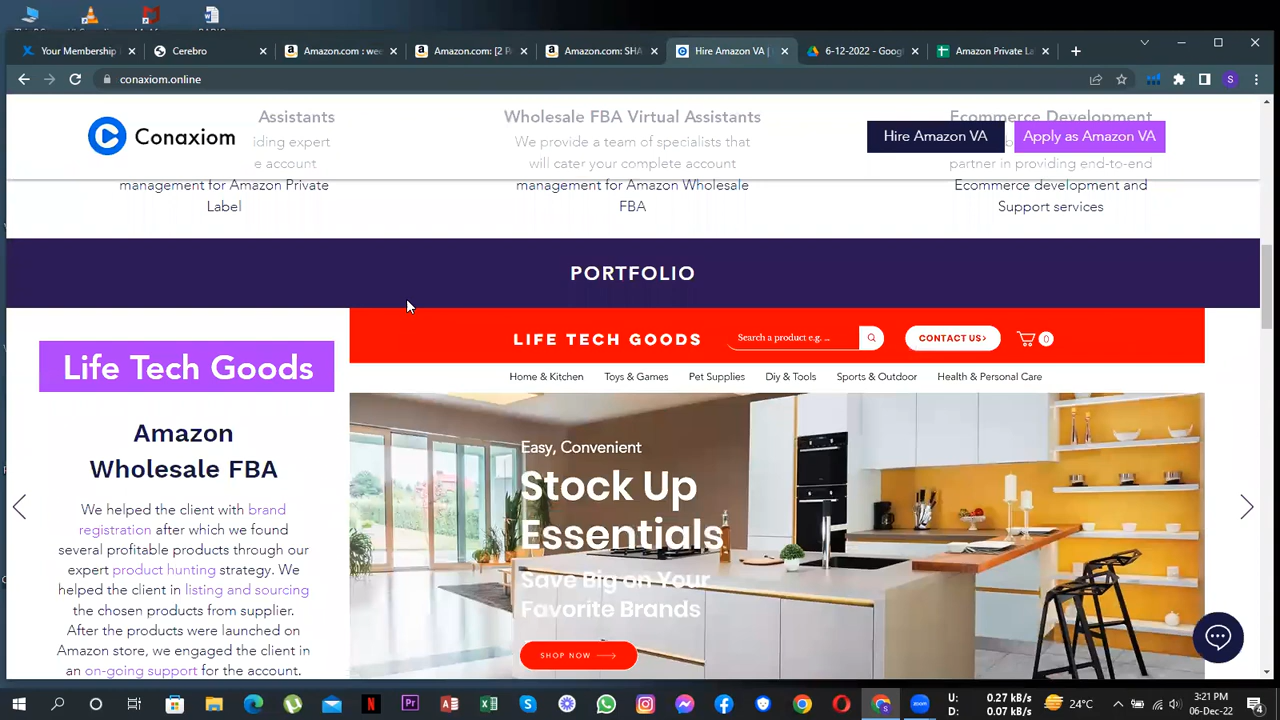 Your Membership
Cerebro
Amazon.com : wee
Amazon.com: [2 P
Amazon.com: SHA
Hire Amazon VA |
6-12-2022 - Googl
Amazon Private La
conaxiom.online
S
Conaxiom
Hire Amazon VA
Apply as Amazon VA
Assistants
iding expert
e account
management for Amazon Private
Label
Wholesale FBA Virtual Assistants
We provide a team of specialists that
will cater your complete account
management for Amazon Wholesale
FBA
Ecommerce Development
partner in providing end-to-end
Ecommerce development and
Support services
PORTFOLIO
Life Tech Goods
Amazon
Wholesale FBA
We helped the client with brand
registration after which we found
several profitable products through our
expert product hunting strategy. We
helped the client in listing and sourcing
the chosen products from supplier.
After the products were launched on
Amazon store, we engaged the client in
an on-going support for the account.
LIFE TECH GOODS
Search a product e.g. ...
CONTACT US>
0
Home & Kitchen
Toys & Games
Pet Supplies
Diy & Tools
Sports & Outdoor
Health & Personal Care
Easy, Convenient
Stock Up
Essentials
Save Big on Your
Favorite Brands
SHOP NOW
U: 0.27 kB/s
D: 0.07 kB/s
24°C
3:21 PM
06-Dec-22
4